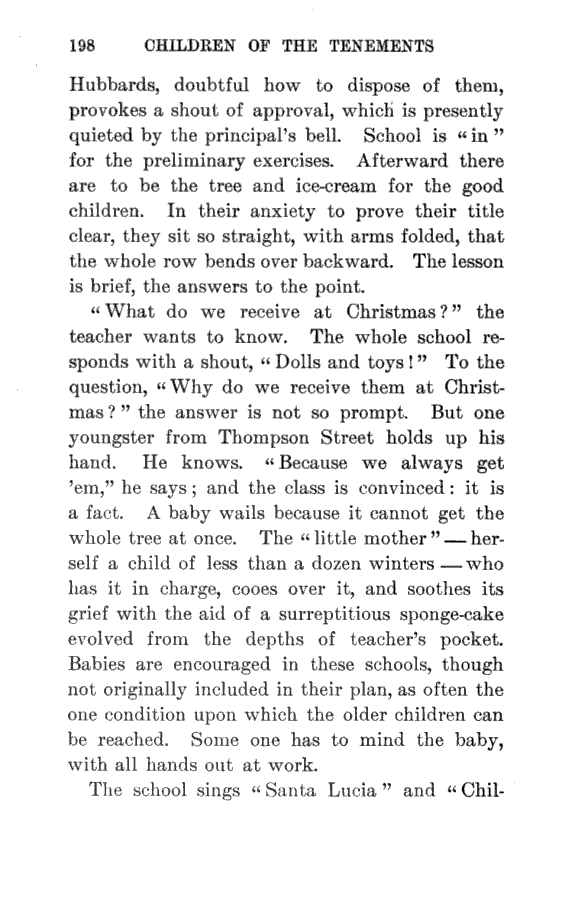 198 CHILDREN OF THE TENEMENTS
Hubbards, doubtful how to dispose of them,
provokes a shout of approval, which is presently
quieted by the principal's bell. School is "in"
for the preliminary exercises. Afterward there
are to be the tree and ice-cream for the good
children. In their anxiety to prove their title
clear, they sit so straight, with arms folded, that
the whole row bends over backward. The lesson
is brief, the answers to the point.
"What do we receive at Christmas?" the
teacher wants to know. The whole school re-
sponds with a shout, "Dolls and toys!" To the
question, "Why do we receive them at Christ-
mas?" the answer is not so prompt. But one
youngster from Thompson Street holds up his
hand. He knows. "Because we always get
'em," he says; and the class is convinced: it is
a fact. A baby wails because it cannot get the
whole tree at once. The "little mother"—her-
self a child of less than a dozen winters—who
has it in charge, cooes over it, and soothes its
grief with the aid of a surreptitious sponge-cake
evolved from the depths of teacher's pocket.
Babies are encouraged in these schools, though
not originally included in their plan, as often the
one condition upon which the older children can
be reached. Some one has to mind the baby,
with all hands out at work.
The school sings "Santa Lucia" and "Chil-